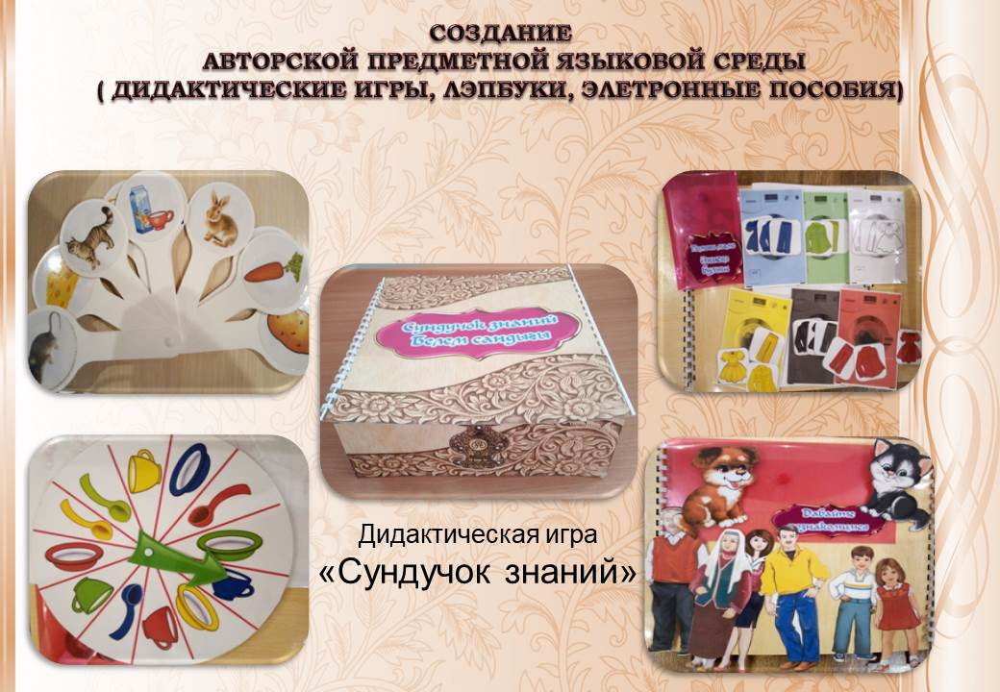 СОЗДАНИЕ
АВТОРСКОЙ ПРЕДМЕТНОЙ ЯЗЫКОВОЙ СРЕДЫ
( ДИДАКТИЧЕСКИЕ ИГРЫ, ЛЭПБУКИ, ЭЛЕТРОННЫЕ ПОСОБИЯ)
Сундучок знаний
Белем сандыгы
Давайте
знакомимся
Дидактическая игра
«Сундучок знаний»